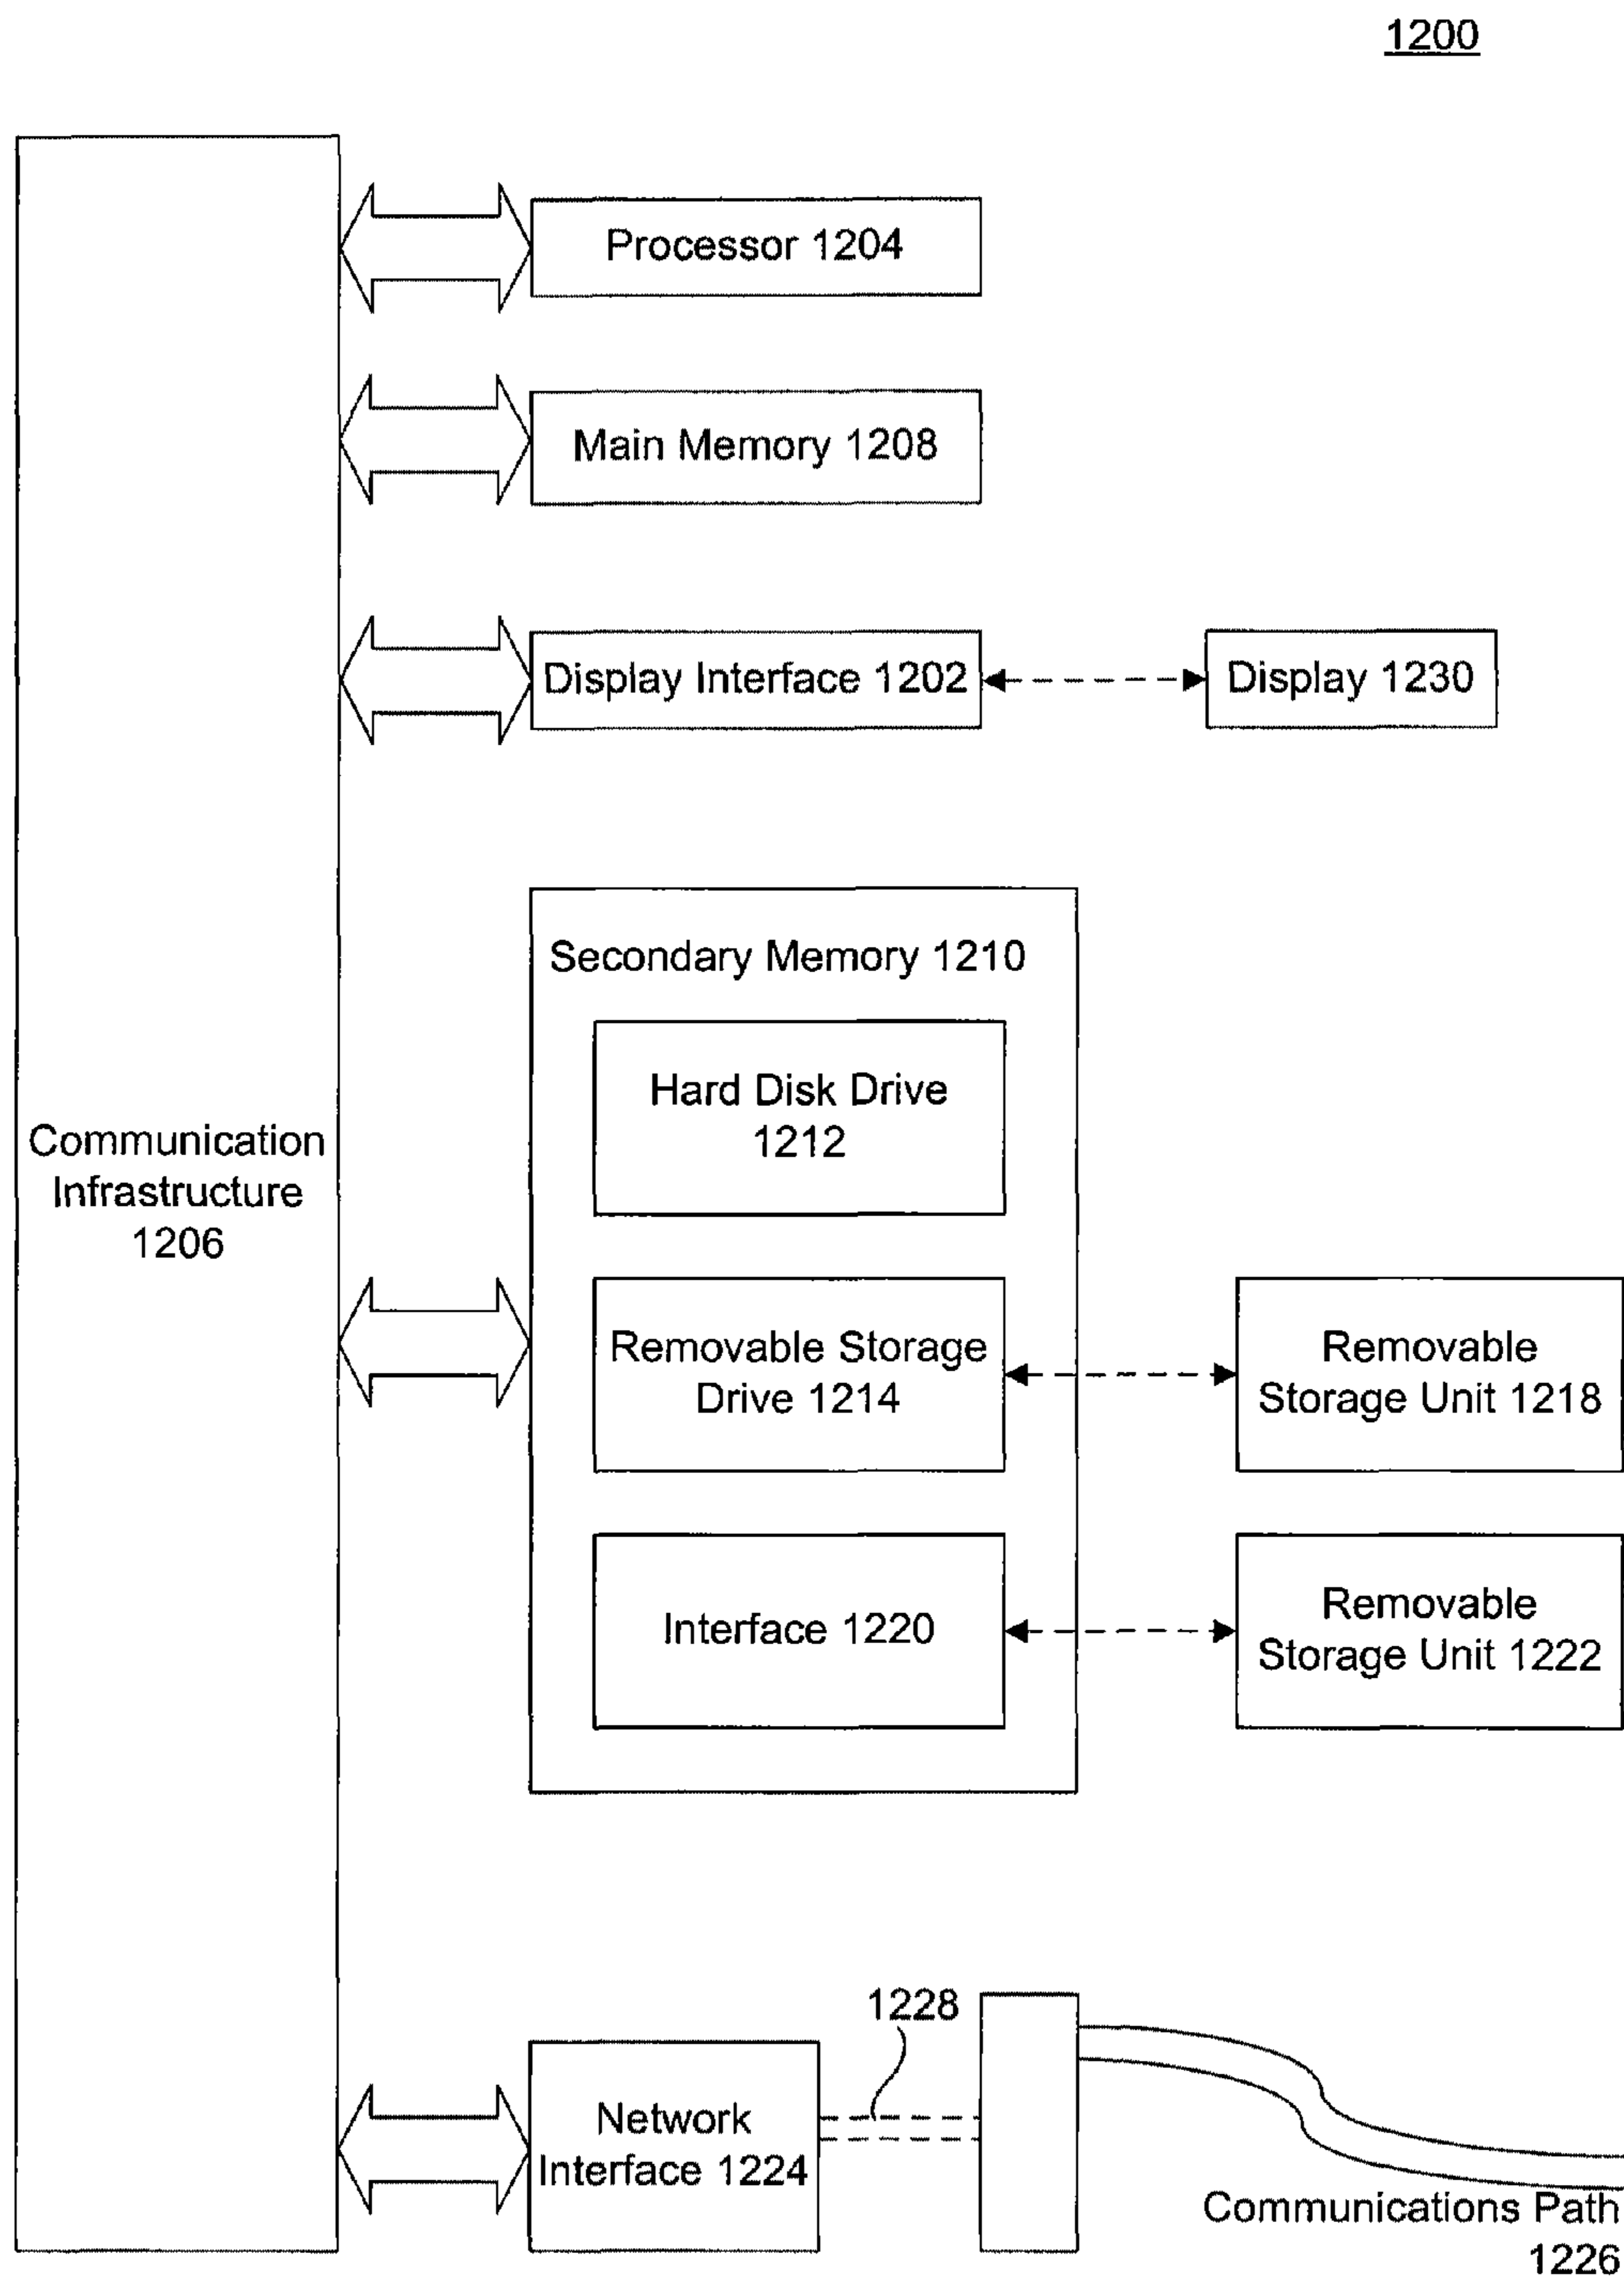 1200
Processor 1204
Main Memory 1208
Display Interface 1202
Display 1230
Secondary Memory 1210
Hard Disk Drive
1212
Communication
Infrastructure
1206
Removable Storage
Drive 1214
Removable
Storage Unit 1218
Interface 1220
Removable
Storage Unit 1222
1228
Network
Interface 1224
Communications Path
1226